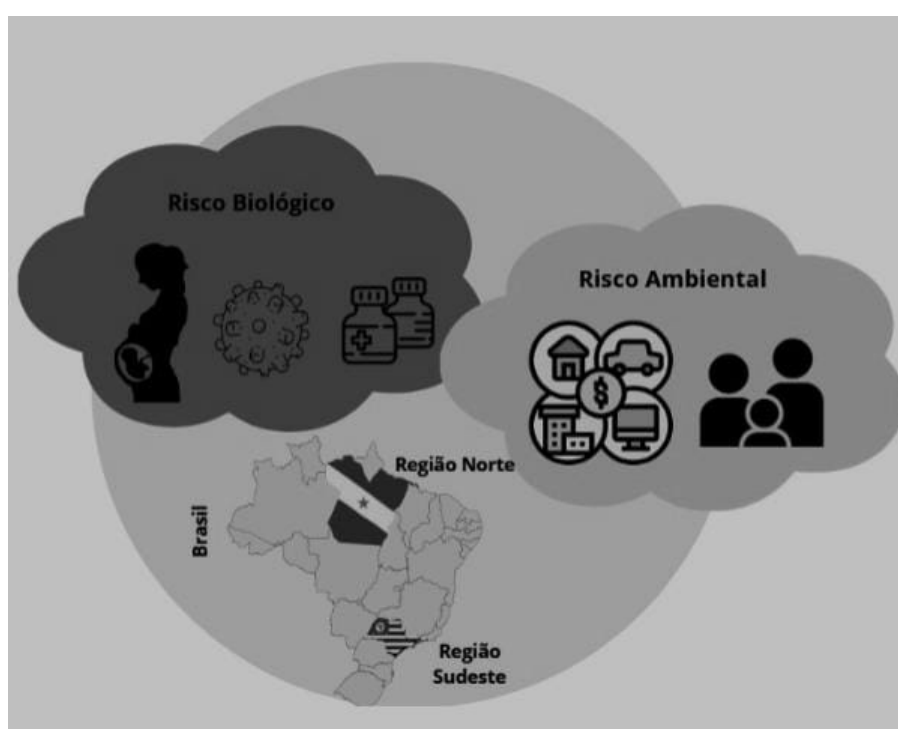 Risco Biológico
Risco Ambiental
$
Região Norte
Brasil
Região
Sudeste